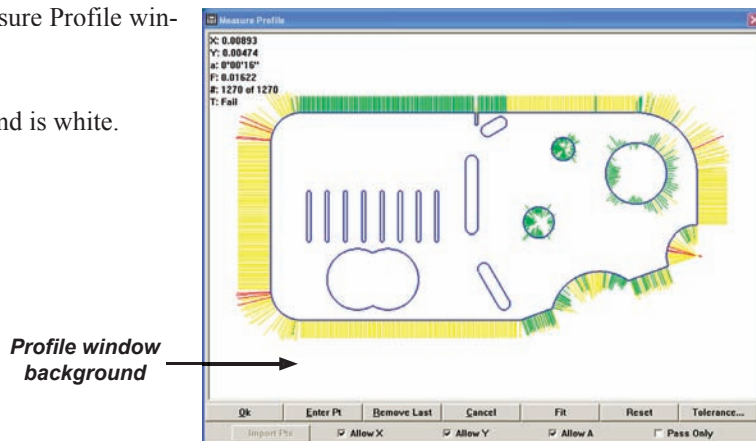 sure Profile win-
nd is white.
Measure Profile
X: 0.00893
Y: 0.00474
a: 0°00'16"
F: 0.01622
#: 1270 of 1270
T: Fail
Profile window
background
Ok Enter Pt Remove Last Cancel Fit Reset Tolerance...
Import Pts Allow X Allow Y Allow A Pass Only